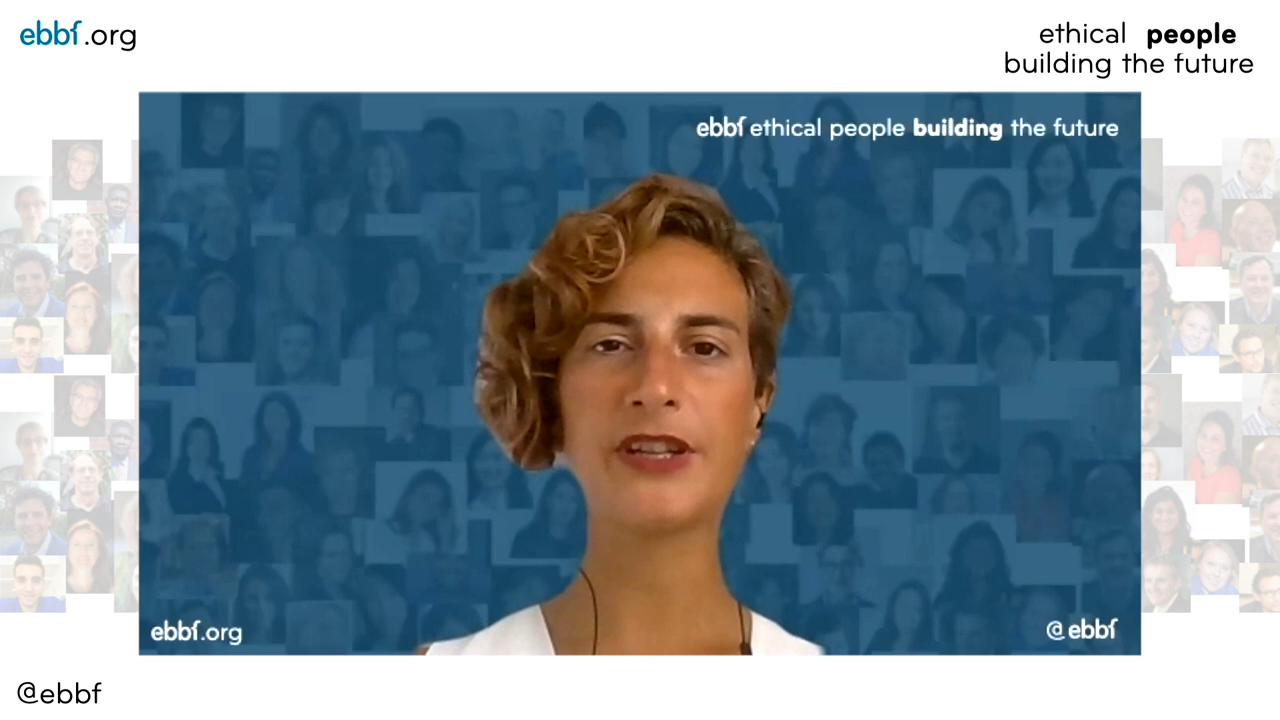 ebbf.org
ethical people
building the future
ebbf ethical people building the future
ebbf.org
@ebbf
@ebbf